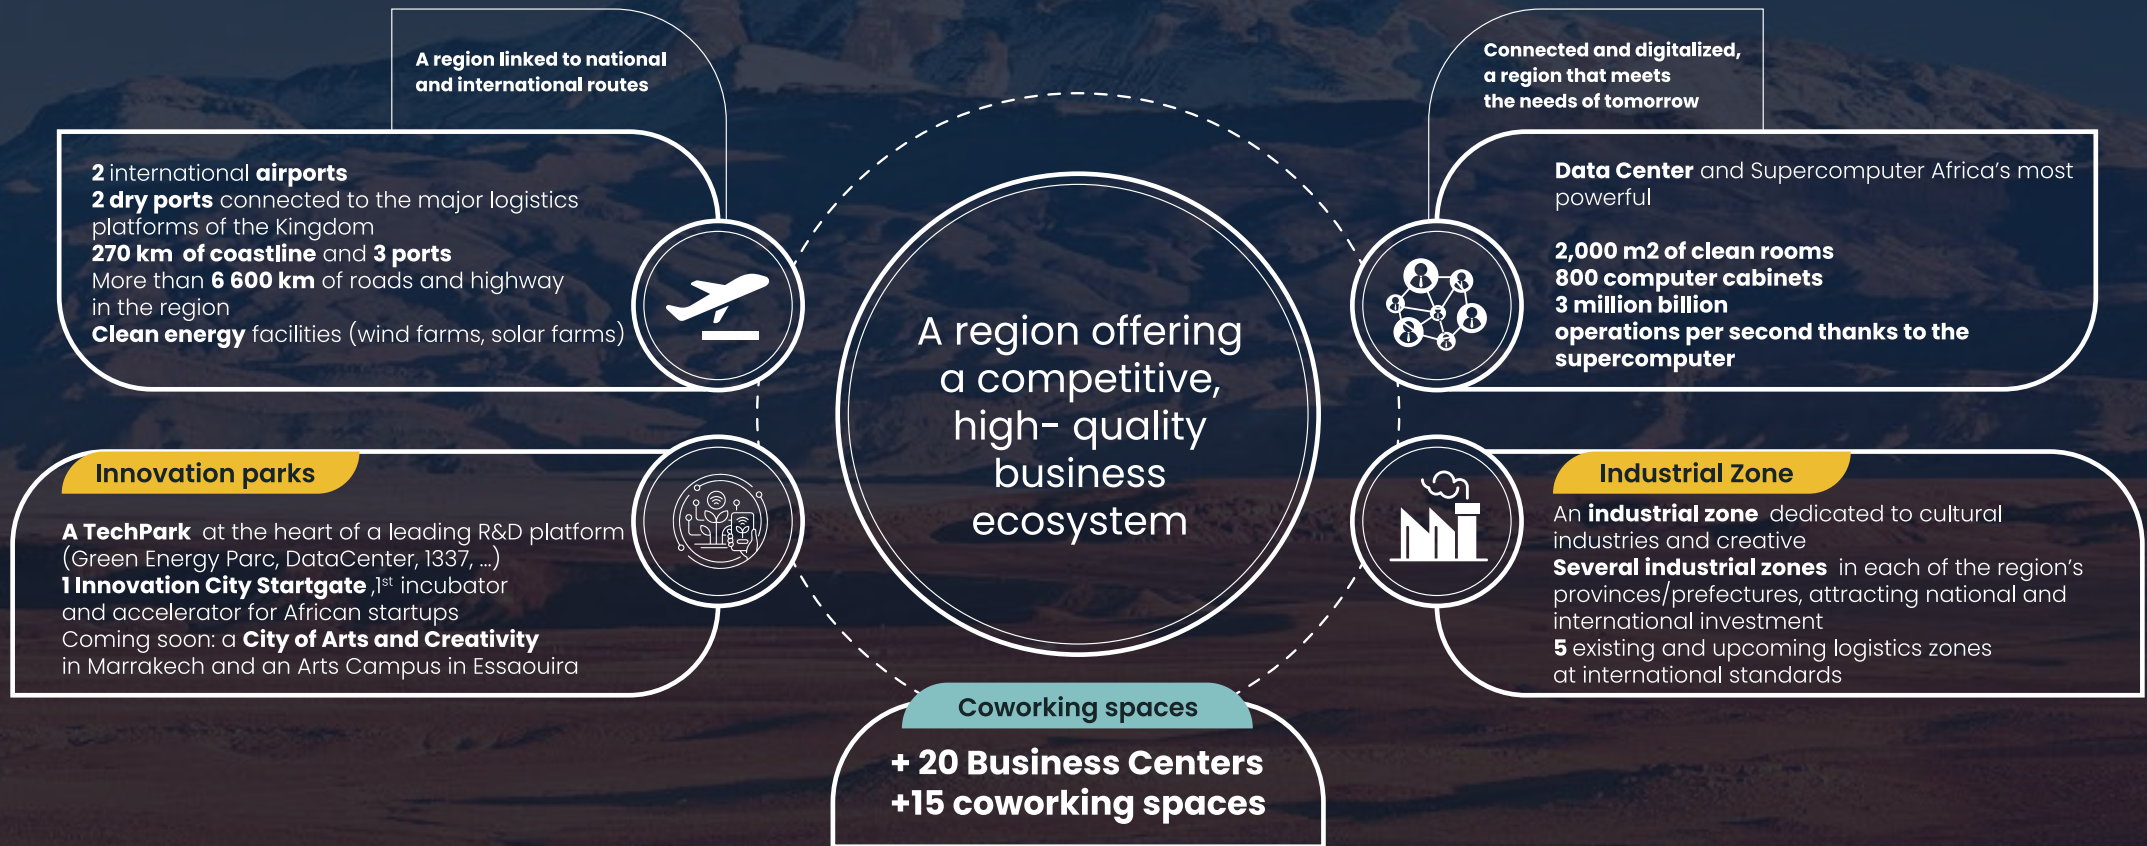 A region linked to national
and international routes
2 international airports
2 dry ports connected to the major logistics
platforms of the Kingdom
270 km of coastline and 3 ports
More than 6 600 km of roads and highway
in the region
Clean energy facilities (wind farms, solar farms)
Connected and digitalized,
a region that meets
the needs of tomorrow
Data Center and Supercomputer Africa's most
powerful
2,000 m2 of clean rooms
800 computer cabinets
3 million billion
operations per second thanks to the
supercomputer
A region offering
a competitive,
high- quality
business
ecosystem
Innovation parks
A TechPark at the heart of a leading R&D platform
(Green Energy Parc, DataCenter, 1337, ...)
1 Innovation City Startgate ,1st incubator
and accelerator for African startups
Coming soon: a City of Arts and Creativity
in Marrakech and an Arts Campus in Essaouira
Industrial Zone
An industrial zone dedicated to cultural
industries and creative
Several industrial zones in each of the region's
provinces/prefectures, attracting national and
international investment
5 existing and upcoming logistics zones
at international standards
Coworking spaces
+ 20 Business Centers
+15 coworking spaces